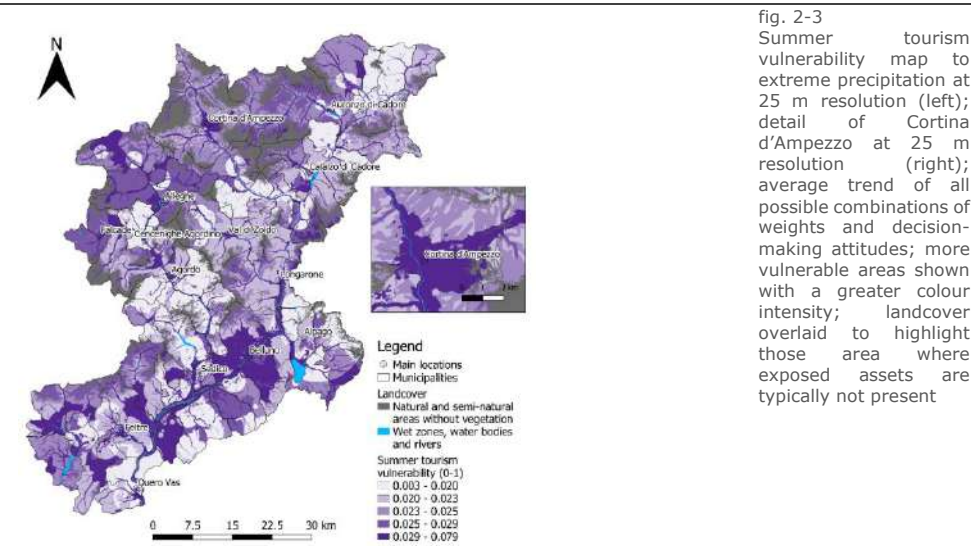 fig. 2-3
Summer tourism
vulnerability map to
extreme precipitation at
25 m resolution (left);
detail of Cortina
d'Ampezzo at 25 m
resolution (right);
average trend of all
possible combinations of
weights and decision-
making attitudes; more
vulnerable areas shown
with a greater colour
intensity; landcover
overlaid to highlight
those area where
exposed assets are
typically not present
N
Auronzo di Cadore
Cortina d'Ampezzo
Calalzo di Cadore
Alleghe
Falcade
Cencenighe Agordino
Val di Zoldo
Agordo
Longarone
Alpago
Belluno
Sedico
Feltre
Quero Vas
0 7.5 15 22.5 30 km
Cortina d'Ampezzo
2 km
Legend
Main locations
Municipalities
Landcover
Natural and semi-natural
areas without vegetation
Wet zones, water bodies
and rivers
Summer tourism
vulnerability (0-1)
0.003 - 0.020
0.020 - 0.023
0.023 - 0.025
0.025 - 0.029
0.029 - 0.079